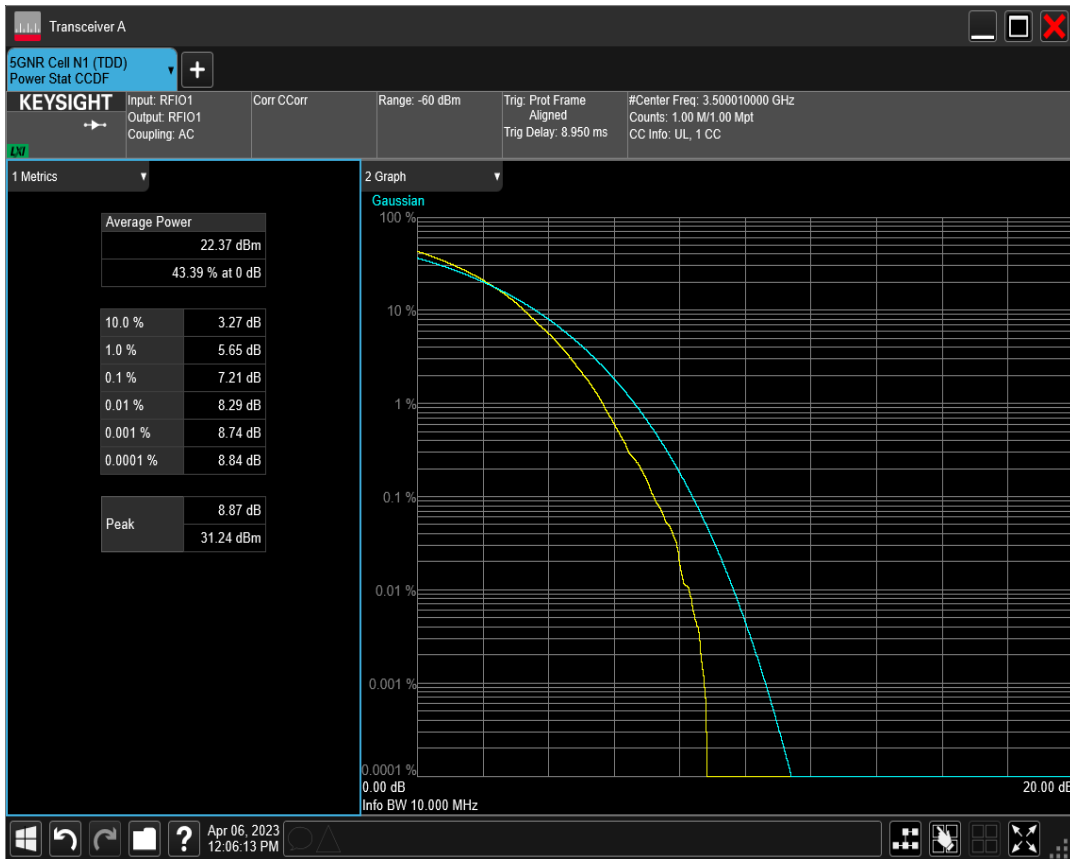 Transceiver A
5GNR Cell N1 (TDD)
Power Stat CCDF
KEYSIGHT
LXI
Input: RFIO1
Output: RFIO1
Coupling: AC
Corr CCorr
Range: -60 dBm
Trig: Prot Frame
Aligned
Trig Delay: 8.950 ms
#Center Freq: 3.500010000 GHz
Counts: 1.00 M/1.00 Mpt
CC Info: UL, 1 CC
1 Metrics
Average Power
22.37 dBm
43.39 % at 0 dB
10.0 % 3.27 dB
1.0 % 5.65 dB
0.1 % 7.21 dB
0.01 % 8.29 dB
0.001 % 8.74 dB
0.0001 % 8.84 dB
Peak
8.87 dB
31.24 dBm
2 Graph
Gaussian
100 %
10 %
1 %
0.1 %
0.01 %
0.001 %
0.0001 %
0.00 dB 20.00 dB
Info BW 10.000 MHz
?
Apr 06, 2023
12:06:13 PM